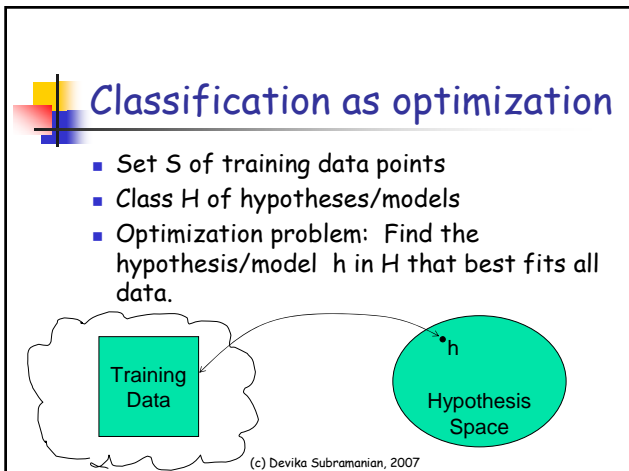 Classification as optimization
Set S of training data points
Class H of hypotheses/models
Optimization problem: Find the
hypothesis/model h in H that best fits all
data.
Training
Data
h
Hypothesis
Space
(c) Devika Subramanian, 2007